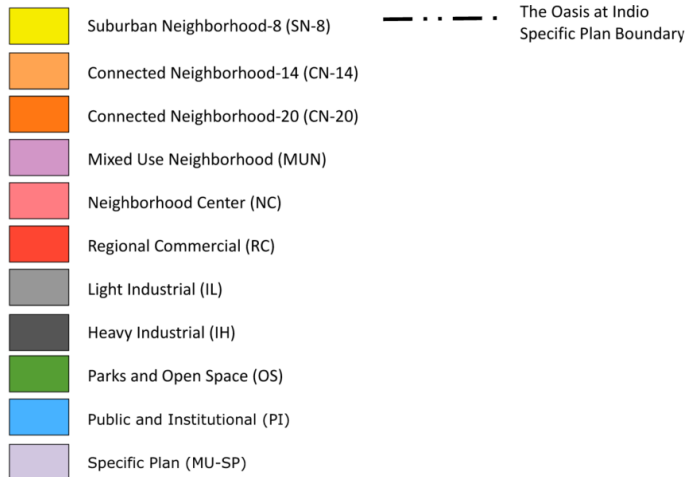 Suburban Neighborhood-8 (SN-8)
Connected Neighborhood-14 (CN-14)
Connected Neighborhood-20 (CN-20)
Mixed Use Neighborhood (MUN)
Neighborhood Center (NC)
Regional Commercial (RC)
Light Industrial (IL)
Heavy Industrial (IH)
Parks and Open Space (OS)
Public and Institutional (PI)
Specific Plan (MU-SP)
The Oasis at Indio
Specific Plan Boundary